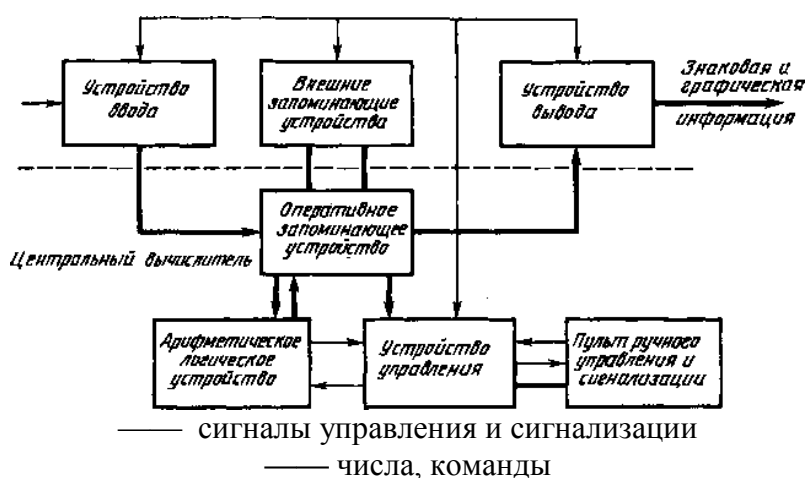 Устройство
ввода
Внешние
запоминающие
устройства
Устройство
вывода
Знаковая и
графическая
информация
Оперативное
запоминающее
устройство
Центральный вычислитель
Арифметическое
логическое
устройство
Устройство
управления
Пульт ручного
управления и
сигнализации
—— сигналы управления и сигнализации
—— числа, команды